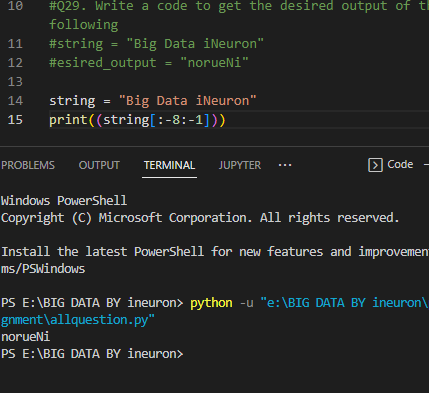 10 #Q29. Write a code to get the desired output of th
following
11 #string = "Big Data iNeuron"
12 #esired_output = "norueNi"
13
14 string = "Big Data iNeuron"
15 print((string[:-8:-1]))
PROBLEMS OUTPUT TERMINAL JUPYTER ··· Code
Windows PowerShell
Copyright (C) Microsoft Corporation. All rights reserved.
Install the latest PowerShell for new features and improvemen
ms/PSWindows
PS E:\BIG DATA BY ineuron> python -u "e:\BIG DATA BY ineuron\
gnment\allquestion.py"
norueNi
PS E:\BIG DATA BY ineuron>